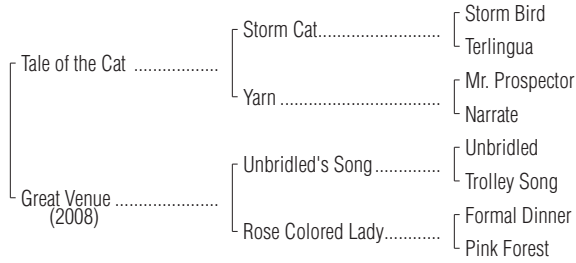 Storm Bird
Storm Cat..................................
Terlingua
Tale of the Cat ..................
Mr. Prospector
Yarn ..........................................
Narrate
Unbridled
Unbridled's Song..................
Trolley Song
Great Venue ......................
(2008)
Formal Dinner
Rose Colored Lady...............
Pink Forest